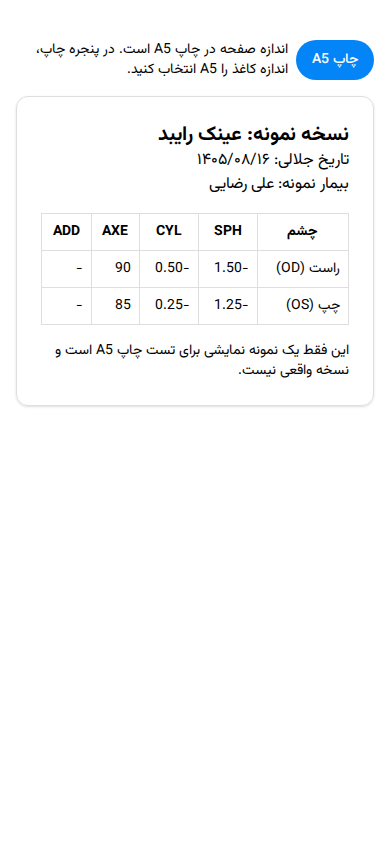 چاپ A5
اندازه صفحه در چاپ A5 است. در پنجره چاپ،
اندازه کاغذ را A5 انتخاب کنید.
نسخه نمونه: عینک رایبد
تاریخ جلالی: ۱۴۰۵/۰۸/۱۶
بیمار نمونه: علی رضایی
چشم SPH CYL AXE ADD
راست (OD) -1.50 -0.50 90 -
چپ (OS) -1.25 -0.25 85 -
این فقط یک نمونه نمایشی برای تست چاپ A5 است و
نسخه واقعی نیست.